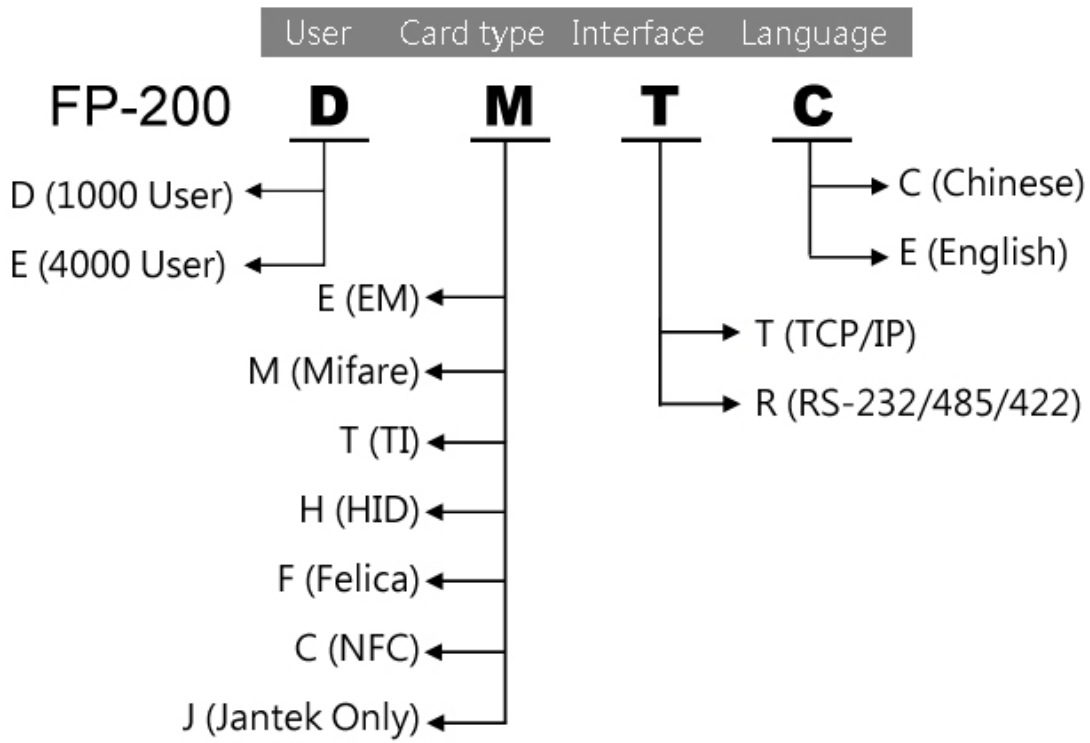 User Card type Interface Language
FP-200 D M T C
D (1000 User)
E (4000 User)
E (EM)
M (Mifare)
T (TI)
H (HID)
F (Felica)
C (NFC)
J (Jantek Only)
T (TCP/IP)
R (RS-232/485/422)
C (Chinese)
E (English)